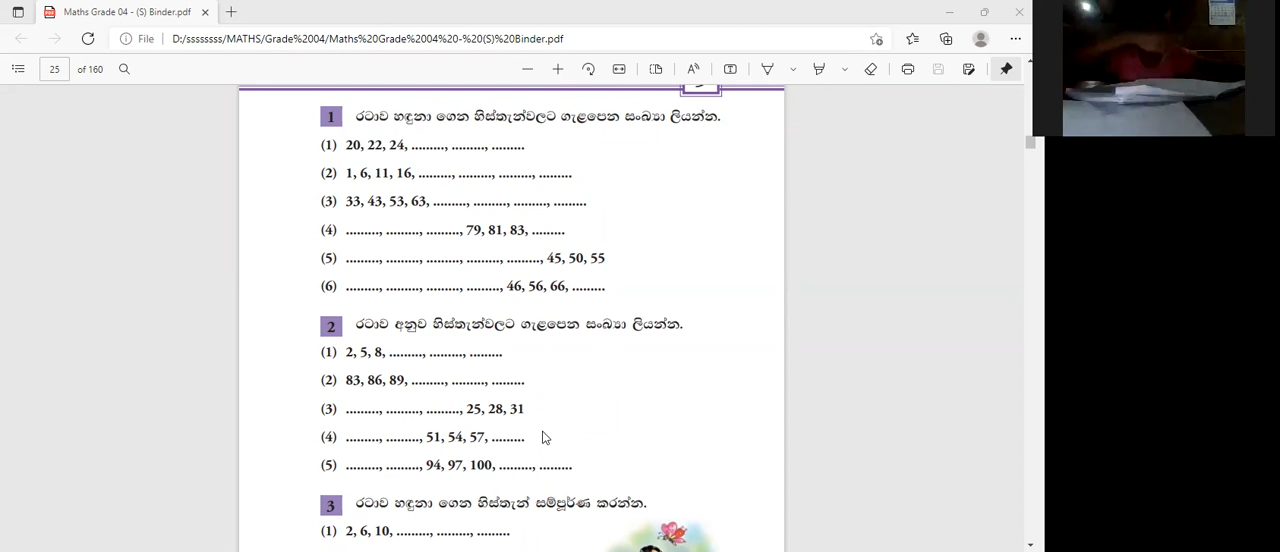 Maths Grade 04 - (S) Binder.pdf
File D:/ssssssss/MATHS/Grade%2004/Maths%20Grade%2004%20-%20(S)%20Binder.pdf
25 of 160
1 රටාව හඳුනා ගෙන හිස්තැන්වලට ගැළපෙන සංඛ්‍යා ලියන්න.
(1) 20, 22, 24, ........., ........., .........
(2) 1, 6, 11, 16, ........., ........., ........., .........
(3) 33, 43, 53, 63, ........., ........., ........., .........
(4) ........., ........., ........., 79, 81, 83, .........
(5) ........., ........., ........., ........., ........., 45, 50, 55
(6) ........., ........., ........., ........., 46, 56, 66, .........
2 රටාව අනුව හිස්තැන්වලට ගැළපෙන සංඛ්‍යා ලියන්න.
(1) 2, 5, 8, ........., ........., .........
(2) 83, 86, 89, ........., ........., .........
(3) ........., ........., ........., 25, 28, 31
(4) ........., ........., 51, 54, 57, .........
(5) ........., ........., 94, 97, 100, ........., .........
3 රටාව හඳුනා ගෙන හිස්තැන් සම්පූර්ණ කරන්න.
(1) 2, 6, 10, ........., ........., .........